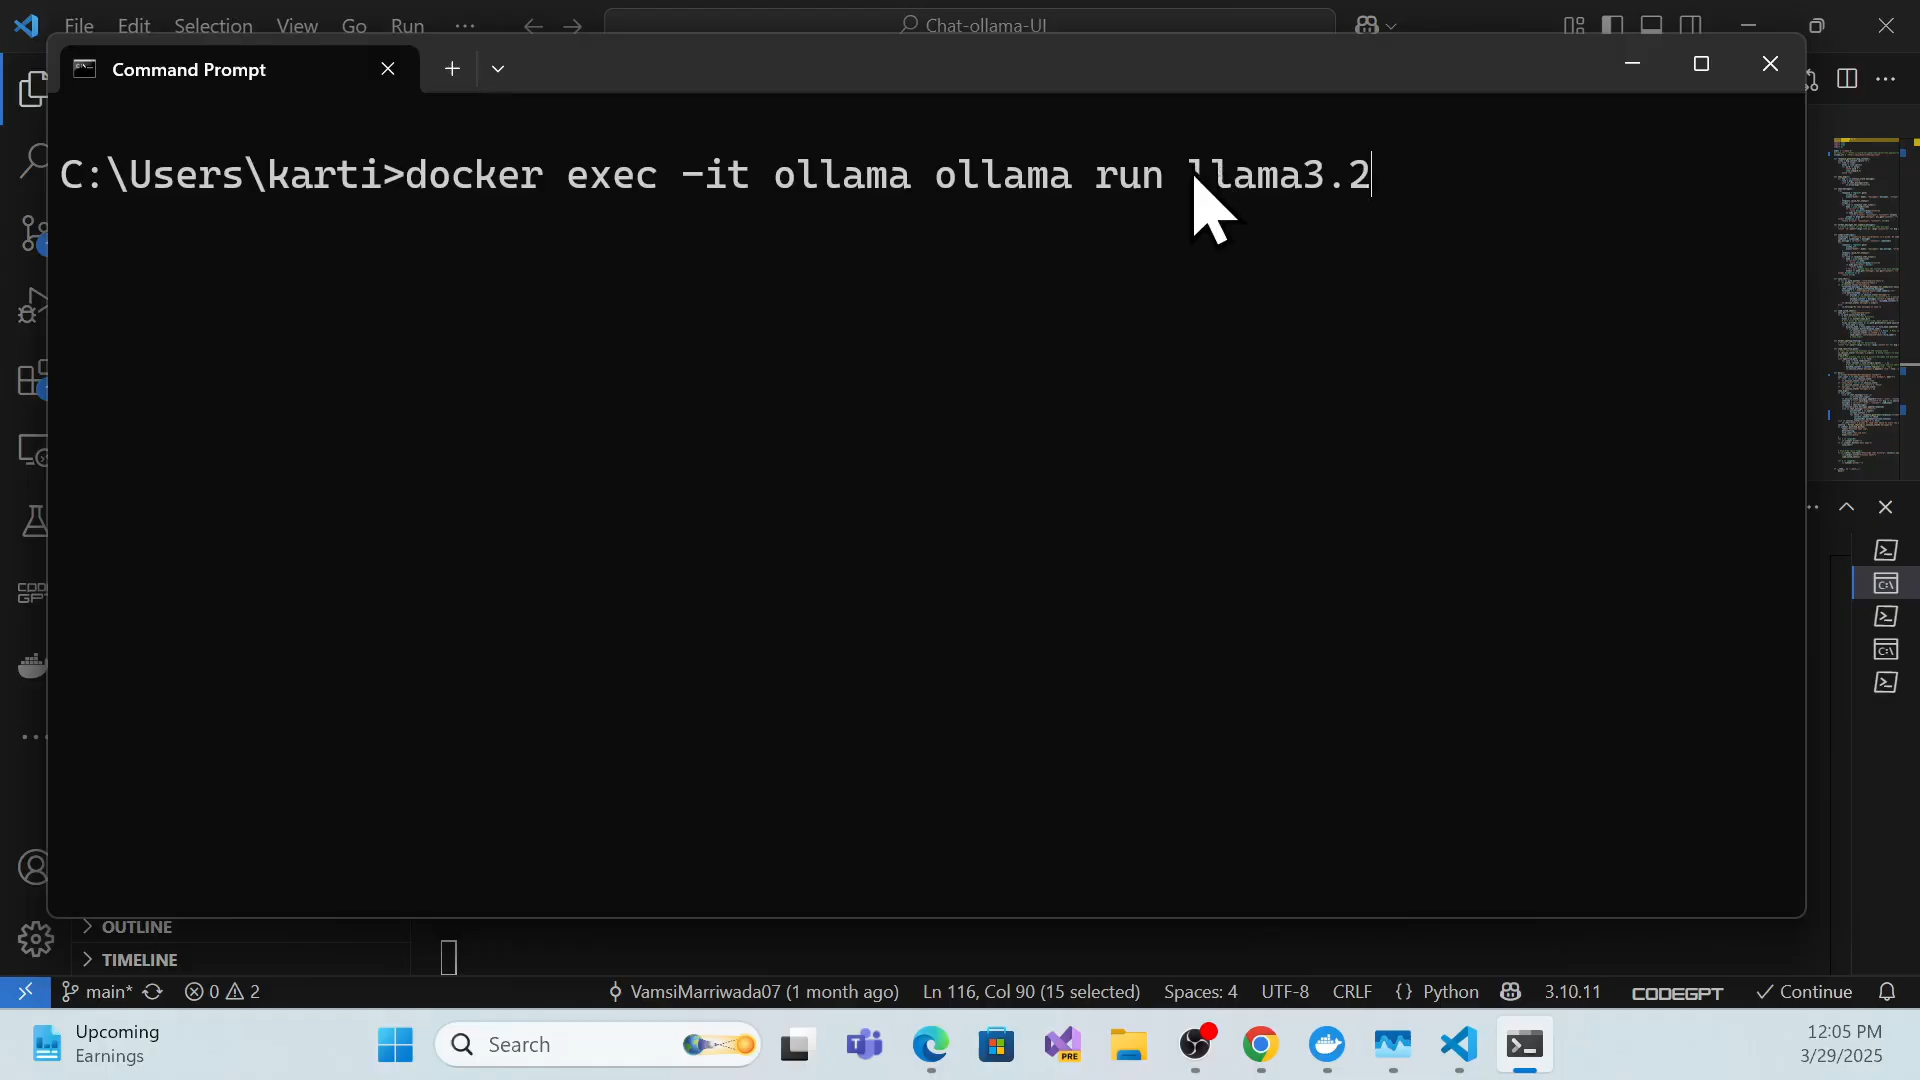 File Edit Selection View Go Run
Chat-ollama-UI
Command Prompt
C:\Users\karti>docker exec -it ollama ollama run llama3.2
OUTLINE
TIMELINE
main* 0 2 VamsiMarriwada07 (1 month ago) Ln 116, Col 90 (15 selected) Spaces: 4 UTF-8 CRLF {} Python 3.10.11 CODEGPT Continue
Upcoming
Earnings
Search
PRE
12:05 PM
3/29/2025